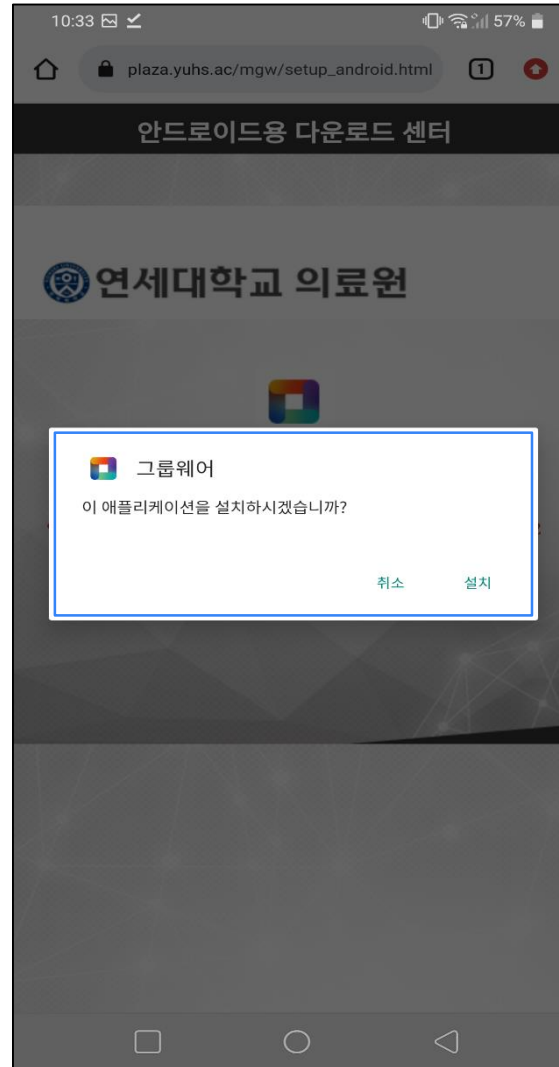 10:33
57%
plaza.yuhs.ac/mgw/setup_android.html
1
안드로이드용 다운로드 센터
연세대학교 의료원
그룹웨어
이 애플리케이션을 설치하시겠습니까?
취소
설치